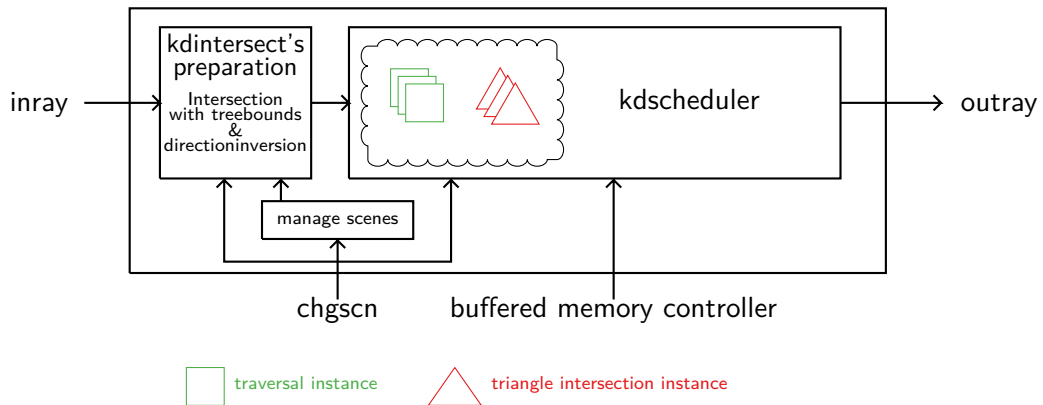 kdintersect's
preparation
Intersection
with treebounds
&
directioninversion
inray
kdscheduler
outray
manage scenes
chgscn
buffered memory controller
traversal instance
triangle intersection instance